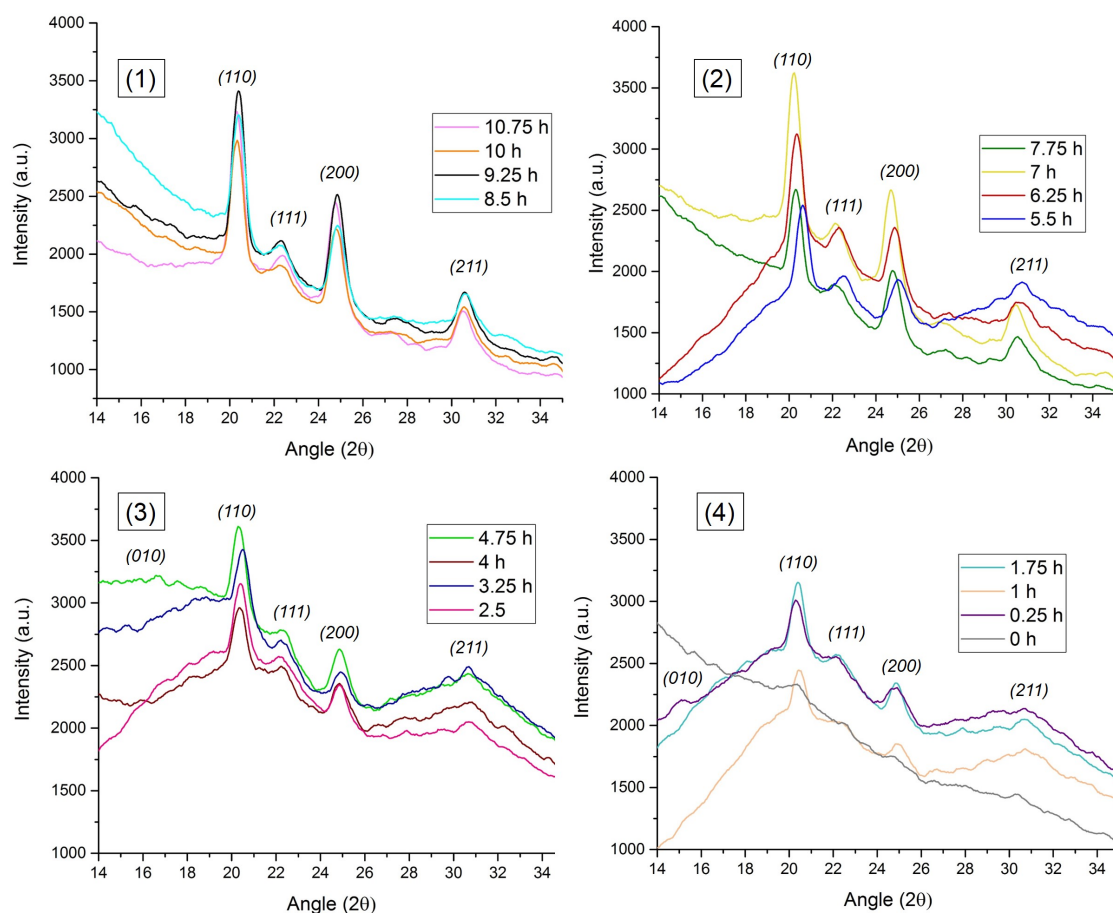 (1)
4000
3500
3000
2500
2000
1500
1000
Intensity (a.u.)
(110)
(111)
(200)
(211)
10.75 h
10 h
9.25 h
8.5 h
14 16 18 20 22 24 26 28 30 32 34
Angle (2θ)
(2)
4000
3500
3000
2500
2000
1500
1000
Intensity (a.u.)
(110)
(111)
(200)
(211)
7.75 h
7 h
6.25 h
5.5 h
14 16 18 20 22 24 26 28 30 32 34
Angle (2θ)
(3)
4000
3500
3000
2500
2000
1500
1000
Intensity (a.u.)
(010)
(110)
(111)
(200)
(211)
4.75 h
4 h
3.25 h
2.5
14 16 18 20 22 24 26 28 30 32 34
Angle (2θ)
(4)
4000
3500
3000
2500
2000
1500
1000
Intensity (a.u.)
(010)
(110)
(111)
(200)
(211)
1.75 h
1 h
0.25 h
0 h
14 16 18 20 22 24 26 28 30 32 34
Angle (2θ)